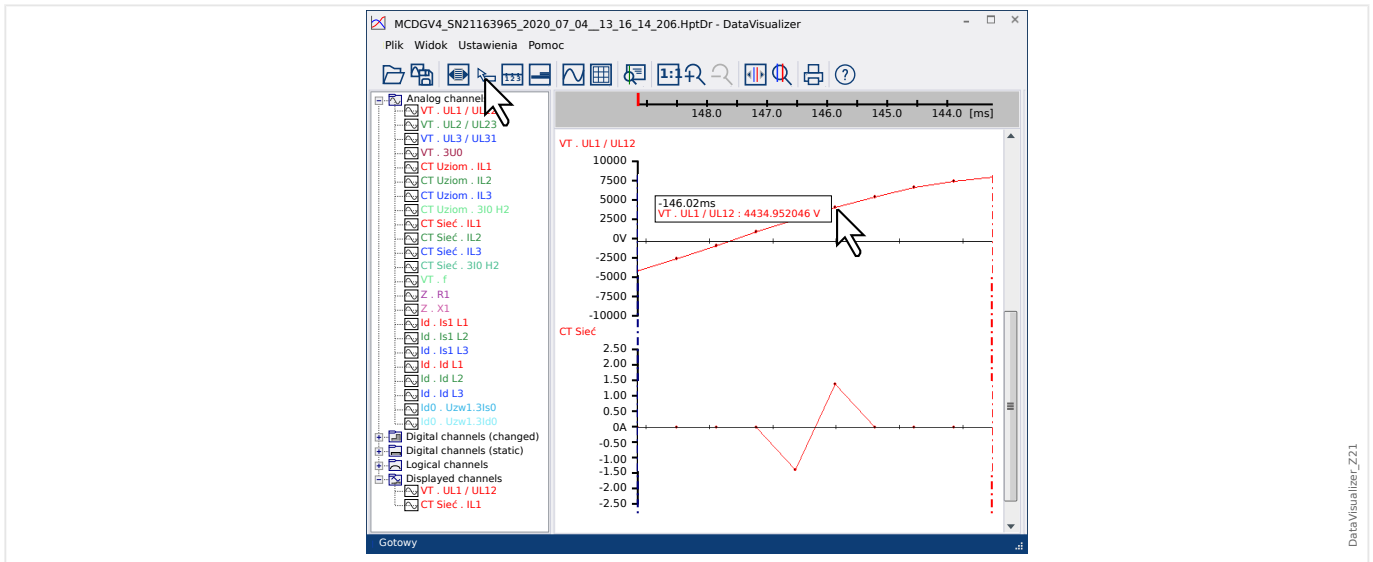 MCDGV4_SN21163965_2020_07_04__13_16_14_206.HptDr - DataVisualizer
Plik Widok Ustawienia Pomoc
123
1:1
?
Analog channels
VT . UL1 /
VT . UL2 / UL23
VT . UL3 / UL31
VT . 3U0
CT Uziom . IL1
CT Uziom . IL2
CT Uziom . IL3
CT Uziom . 3I0 H2
CT Sieć . IL1
CT Sieć . IL2
CT Sieć . IL3
CT Sieć . 3I0 H2
VT . f
Z . R1
Z . X1
Id . Is1 L1
Id . Is1 L2
Id . Is1 L3
Id . Id L1
Id . Id L2
Id . Id L3
Id0 . Uzw1.3Is0
Id0 . Uzw1.3Id0
Digital channels (changed)
Digital channels (static)
Logical channels
Displayed channels
VT . UL1 / UL12
CT Sieć . IL1
148.0 147.0 146.0 145.0 144.0 [ms]
VT . UL1 / UL12
10000
7500
5000
2500
0V
-2500
-5000
-7500
-10000
-146.02ms
VT . UL1 / UL12 : 4434.952046 V
CT Sieć
2.50
2.00
1.50
1.00
0.50
0A
-0.50
-1.00
-1.50
-2.00
-2.50
Gotowy
DataVisualizer_Z21